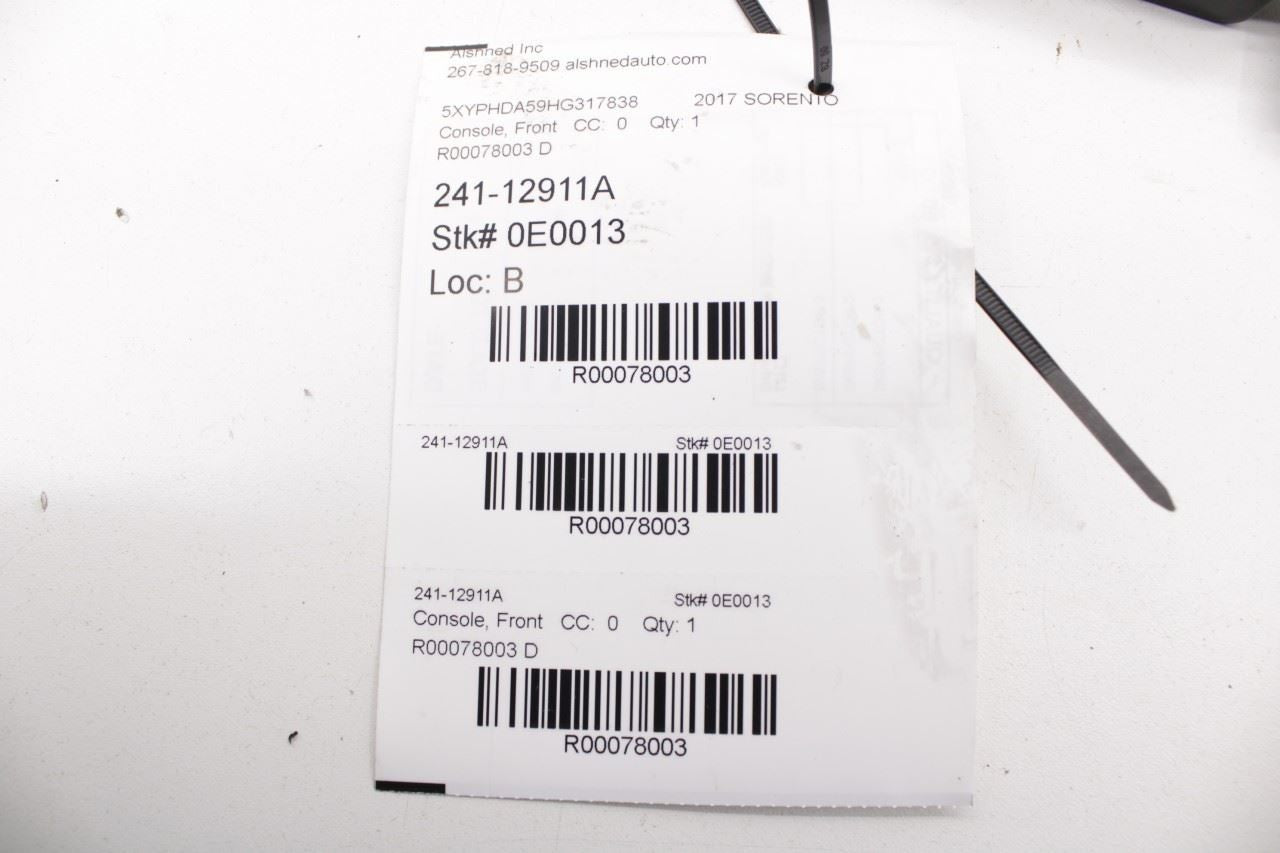 Alshned Inc
267-818-9509 alshnedauto.com
5XYPHDA59HG317838 2017 SORENTO
Console, Front CC: 0 Qty: 1
R00078003 D
241-12911A
Stk# 0E0013
Loc: B
R00078003
241-12911A Stk# 0E0013
R00078003
241-12911A Stk# 0E0013
Console, Front CC: 0 Qty: 1
R00078003 D
R00078003